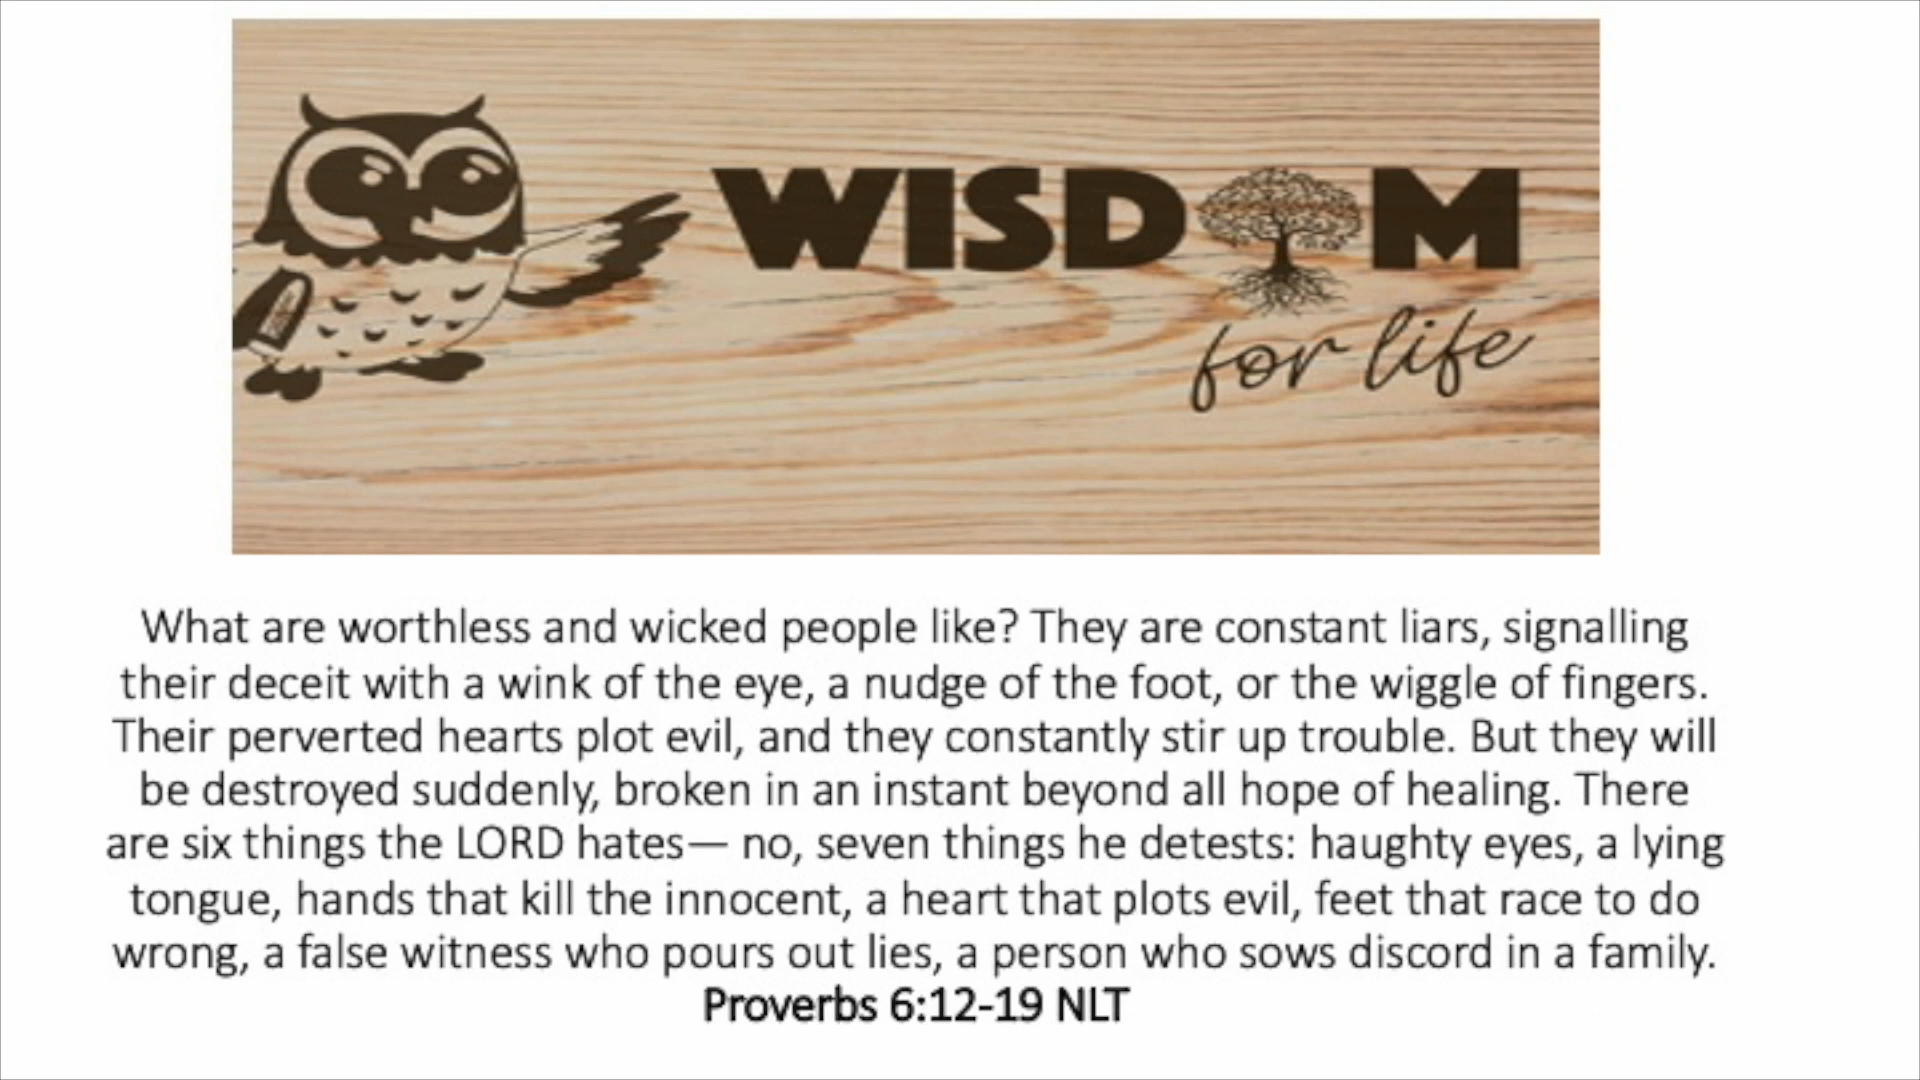 WISDOM
for life
What are worthless and wicked people like? They are constant liars, signalling
their deceit with a wink of the eye, a nudge of the foot, or the wiggle of fingers.
Their perverted hearts plot evil, and they constantly stir up trouble. But they will
be destroyed suddenly, broken in an instant beyond all hope of healing. There
are six things the LORD hates— no, seven things he detests: haughty eyes, a lying
tongue, hands that kill the innocent, a heart that plots evil, feet that race to do
wrong, a false witness who pours out lies, a person who sows discord in a family.
Proverbs 6:12-19 NLT